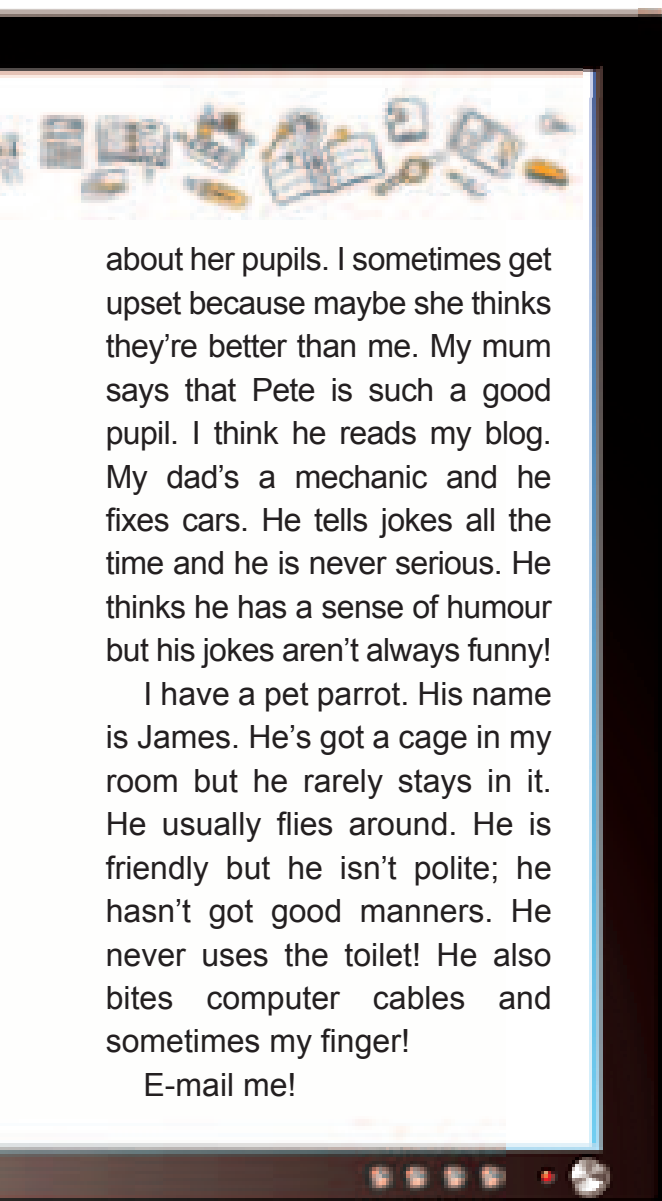 about her pupils. I sometimes get
upset because maybe she thinks
they're better than me. My mum
says that Pete is such a good
pupil. I think he reads my blog.
My dad's a mechanic and he
fixes cars. He tells jokes all the
time and he is never serious. He
thinks he has a sense of humour
but his jokes aren't always funny!
I have a pet parrot. His name
is James. He's got a cage in my
room but he rarely stays in it.
He usually flies around. He is
friendly but he isn't polite; he
hasn't got good manners. He
never uses the toilet! He also
bites computer cables and
sometimes my finger!
E-mail me!